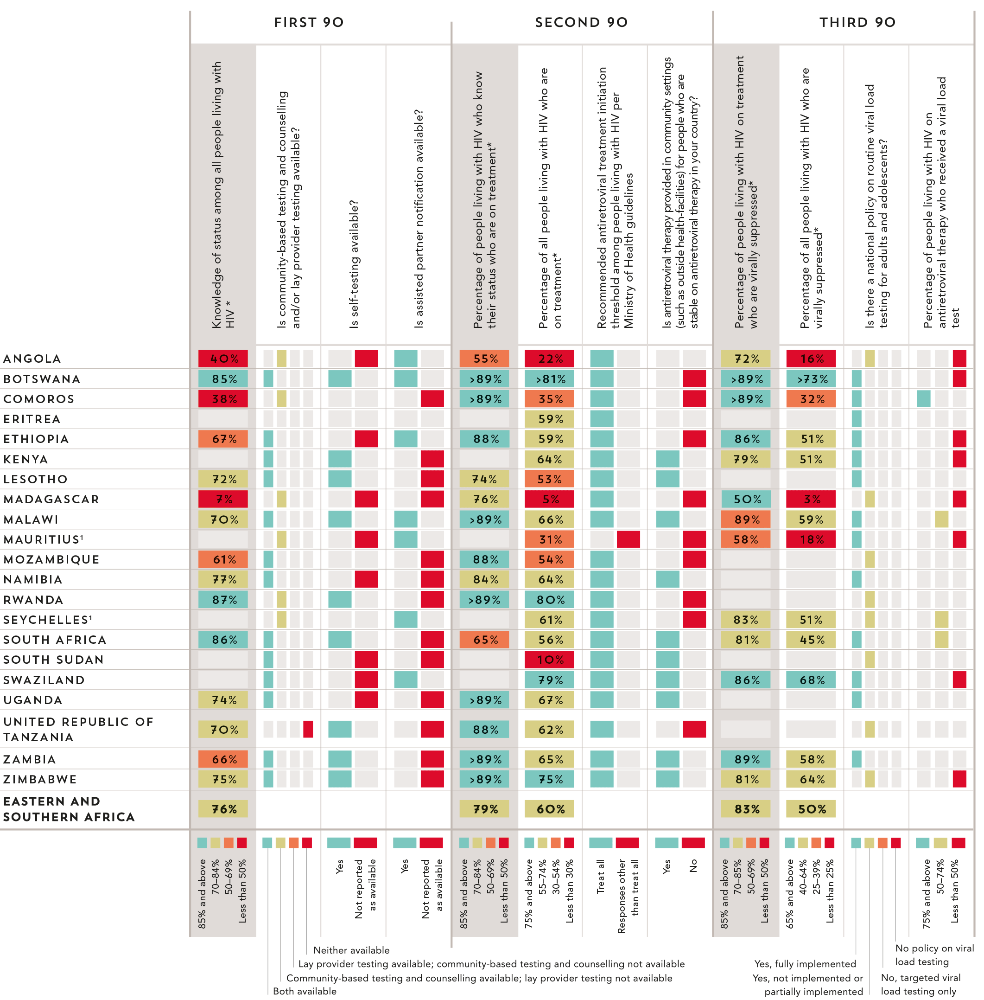 FIRST 90
SECOND 90
THIRD 90
Knowledge of status among all people living with
HIV *
Is community-based testing and counselling
and/or lay provider testing available?
Is self-testing available?
Is assisted partner notification available?
Percentage of people living with HIV who know
their status who are on treatment*
Percentage of all people living with HIV who are
on treatment*
Recommended antiretroviral treatment initiation
threshold among people living with HIV per
Ministry of Health guidelines
Is antiretroviral therapy provided in community settings
(such as outside health-facilities) for people who are
stable on antiretroviral therapy in your country?
Percentage of people living with HIV on treatment
who are virally suppressed*
Percentage of all people living with HIV who are
virally suppressed*
Is there a national policy on routine viral load
testing for adults and adolescents?
Percentage of people living with HIV on
antiretroviral therapy who received a viral load
test
ANGOLA 40% 55% 22% 72% 16%
BOTSWANA 85% >89% >81% >89% >73%
COMOROS 38% >89% 35% >89% 32%
ERITREA 59%
ETHIOPIA 67% 88% 59% 86% 51%
KENYA 64% 79% 51%
LESOTHO 72% 74% 53%
MADAGASCAR 7% 76% 5% 50% 3%
MALAWI 70% >89% 66% 89% 59%
MAURITIUS¹ 31% 58% 18%
MOZAMBIQUE 61% 88% 54%
NAMIBIA 77% 84% 64%
RWANDA 87% >89% 80%
SEYCHELLES¹ 61% 83% 51%
SOUTH AFRICA 86% 65% 56% 81% 45%
SOUTH SUDAN 10%
SWAZILAND 79% 86% 68%
UGANDA 74% >89% 67%
UNITED REPUBLIC OF
TANZANIA 70% 88% 62%
ZAMBIA 66% >89% 65% 89% 58%
ZIMBABWE 75% >89% 75% 81% 64%
EASTERN AND
SOUTHERN AFRICA 76% 79% 60% 83% 50%
85% and above
70–84%
50–69%
Less than 50%
Yes
Not reported
as available
Yes
Not reported
as available
85% and above
70–84%
50–69%
Less than 50%
75% and above
55–74%
30–54%
Less than 30%
Treat all
Responses other
than treat all
Yes
No
85% and above
70–85%
50–69%
Less than 50%
65% and above
40–64%
25–39%
Less than 25%
75% and above
50–74%
Less than 50%
Neither available
Lay provider testing available; community-based testing and counselling not available
Community-based testing and counselling available; lay provider testing not available
Both available
Yes, fully implemented
Yes, not implemented or
partially implemented
No policy on viral
load testing
No, targeted viral
load testing only